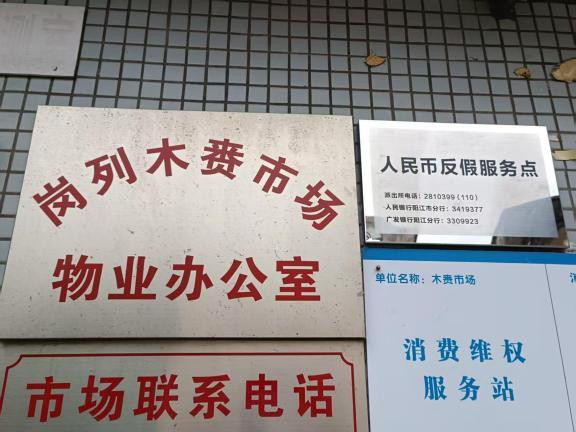 岗列木赉市场
物业办公室
市场联系电话
人民币反假服务点
派出所电话：2810399（110）
人民银行阳江市分行：3419377
广发银行阳江分行：3309923
单位名称：木赉市场
消费维权
服务站